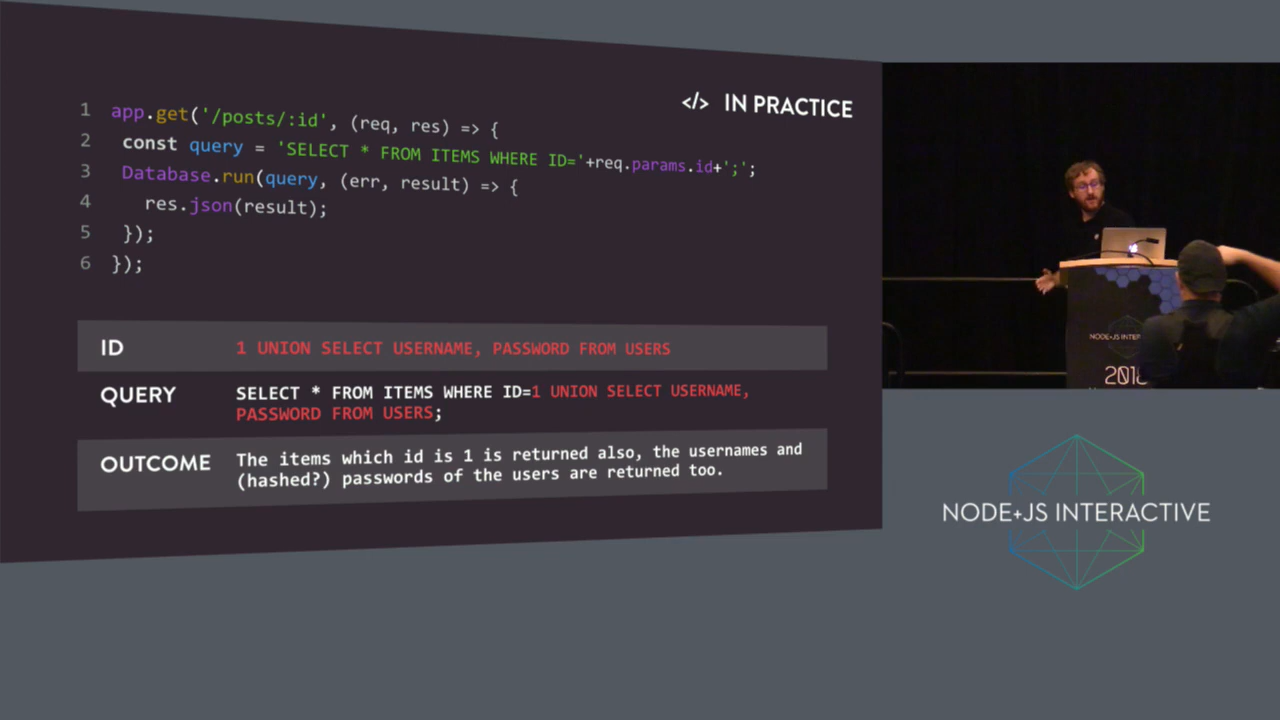 </> IN PRACTICE
1 app.get('/posts/:id', (req, res) => {
2 const query = 'SELECT * FROM ITEMS WHERE ID='+req.params.id+';';
3 Database.run(query, (err, result) => {
4 res.json(result);
5 });
6 });
ID 1 UNION SELECT USERNAME, PASSWORD FROM USERS
QUERY SELECT * FROM ITEMS WHERE ID=1 UNION SELECT USERNAME,
PASSWORD FROM USERS;
OUTCOME The items which id is 1 is returned also, the usernames and
(hashed?) passwords of the users are returned too.
NODE+JS INTER
2018
NODE+JS INTERACTIVE